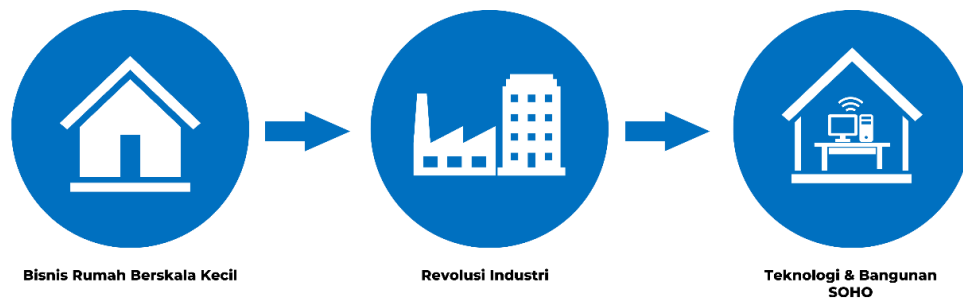 Bisnis Rumah Berskala Kecil
Revolusi Industri
Teknologi & Bangunan
SOHO